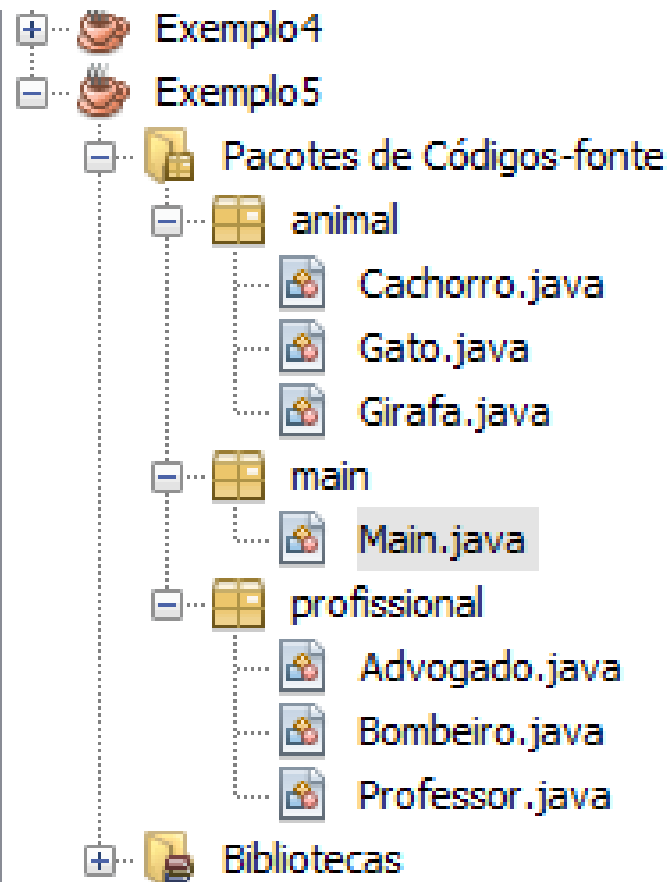 Exemplo4
Exemplo5
Pacotes de Códigos-fonte
animal
Cachorro.java
Gato.java
Girafa.java
main
Main.java
profissional
Advogado.java
Bombeiro.java
Professor.java
Bibliotecas